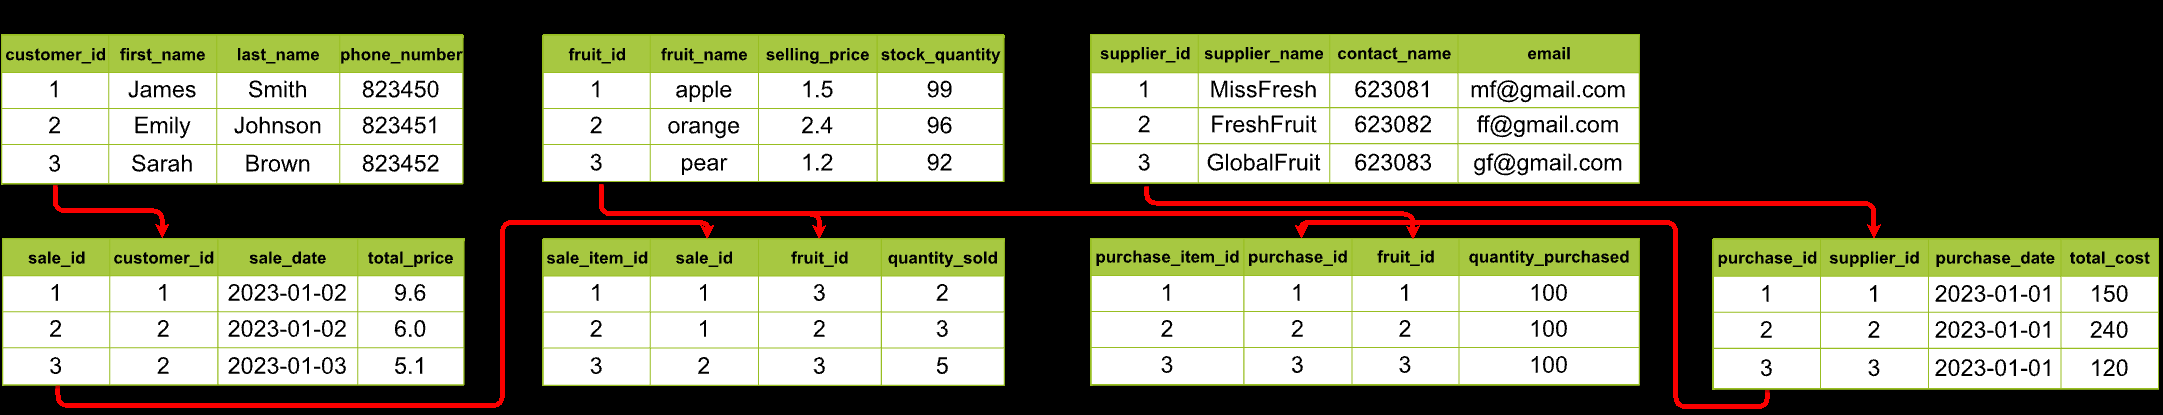 customer_id first_name last_name phone_number
1 James Smith 823450
2 Emily Johnson 823451
3 Sarah Brown 823452
fruit_id fruit_name selling_price stock_quantity
1 apple 1.5 99
2 orange 2.4 96
3 pear 1.2 92
supplier_id supplier_name contact_name email
1 MissFresh 623081 mf@gmail.com
2 FreshFruit 623082 ff@gmail.com
3 GlobalFruit 623083 gf@gmail.com
sale_id customer_id sale_date total_price
1 1 2023-01-02 9.6
2 2 2023-01-02 6.0
3 2 2023-01-03 5.1
sale_item_id sale_id fruit_id quantity_sold
1 1 3 2
2 1 2 3
3 2 3 5
purchase_item_id purchase_id fruit_id quantity_purchased
1 1 1 100
2 2 2 100
3 3 3 100
purchase_id supplier_id purchase_date total_cost
1 1 2023-01-01 150
2 2 2023-01-01 240
3 3 2023-01-01 120